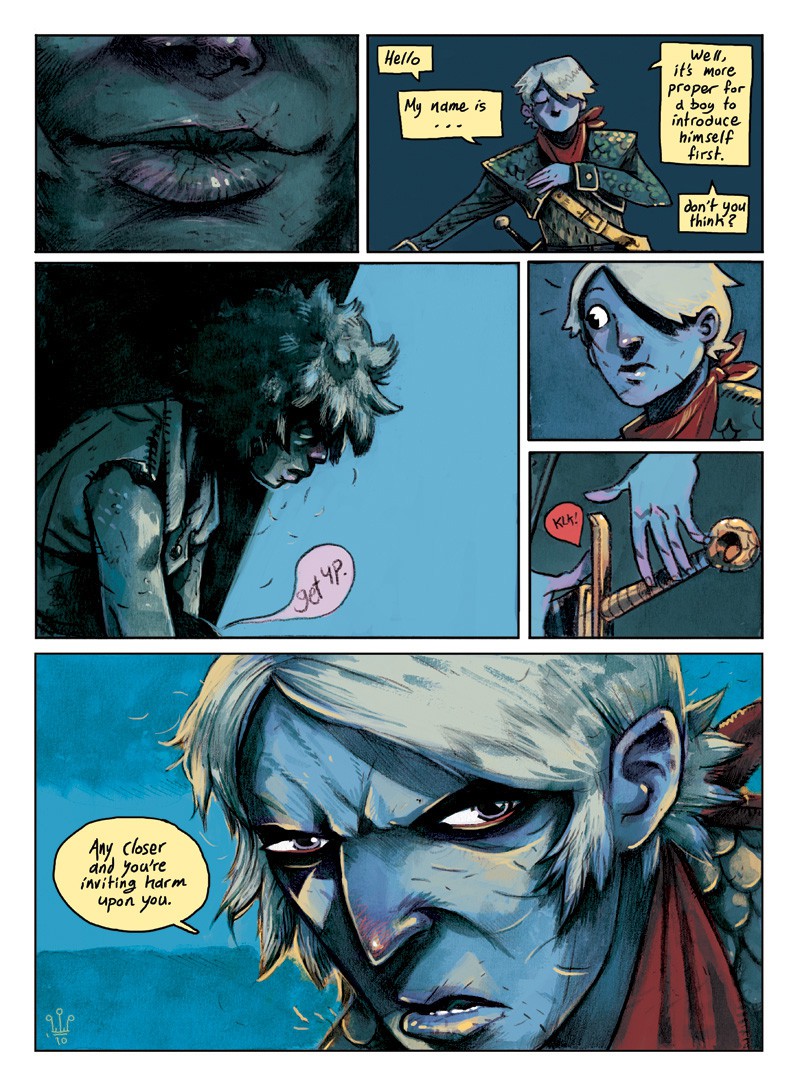 Hello
My name is
. . .
Well,
it's more
proper for
a boy to
introduce
himself
first.
don't you
think?
get up.
KLK!
Any closer
and you're
inviting harm
upon you.
'10